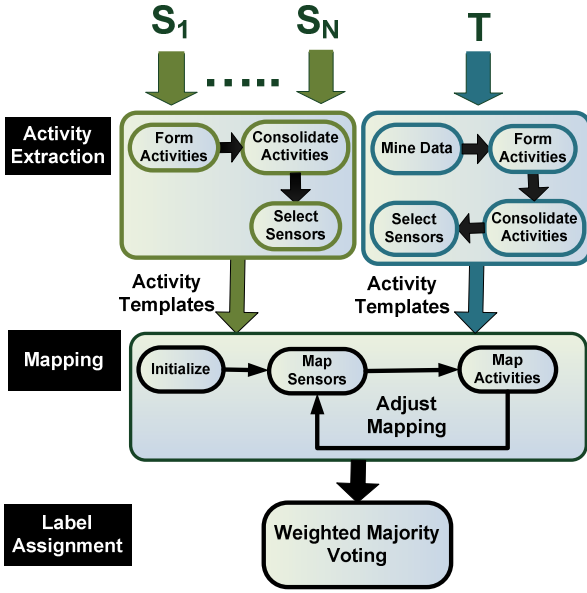 S1
SN
T
Activity
Extraction
Form
Activities
Consolidate
Activities
Select
Sensors
Mine Data
Form
Activities
Select
Sensors
Consolidate
Activities
Activity
Templates
Activity
Templates
Mapping
Initialize
Map
Sensors
Map
Activities
Adjust
Mapping
Label
Assignment
Weighted Majority
Voting